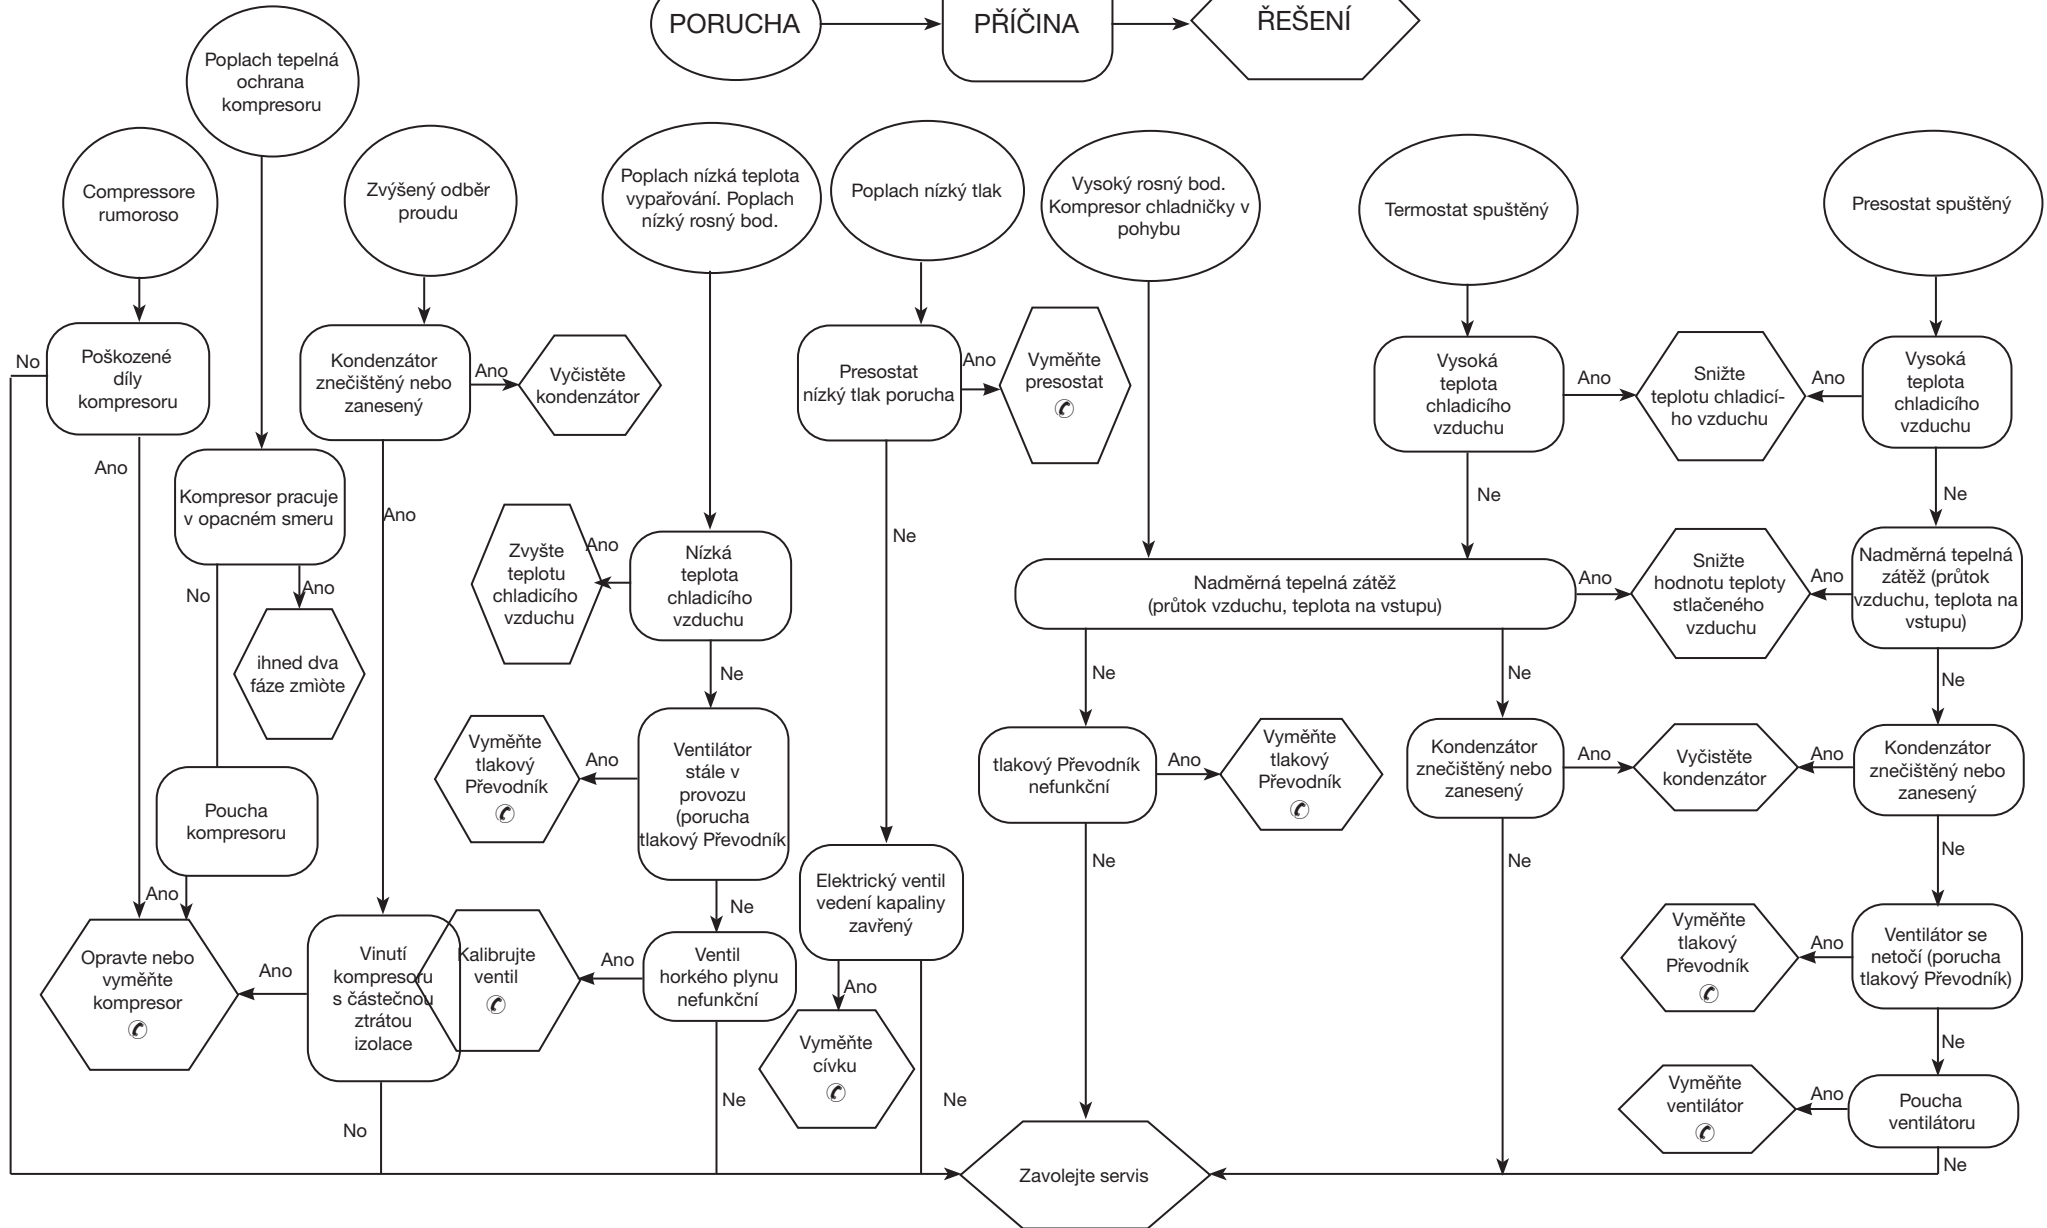 PORUCHA
PŘÍČINA
ŘEŠENÍ
Poplach tepelná
ochrana
kompresoru
Compressore
rumoroso
Zvýšený odběr
proudu
Poplach nízká teplota
vypařování. Poplach
nízký rosný bod.
Poplach nízký tlak
Vysoký rosný bod.
Kompresor chladničky v
pohybu
Termostat spuštěný
Presostat spuštěný
No
Poškozené
díly
kompresoru
Ano
Kondenzátor
znečištěný nebo
zanesený
Ano
Vyčistěte
kondenzátor
Ano
Presostat
nízký tlak porucha
Ano
Vyměňte
presostat
Ne
Vysoká
teplota
chladicího
vzduchu
Ano
Snižte
teplotu chladicí-
ho vzduchu
Ano
Vysoká
teplota
chladicího
vzduchu
Ne
Ne
Kompresor pracuje
v opacném smeru
No
Ano
ihned dva
fáze zmìòte
Poucha
kompresoru
Ano
Zvyšte
teplotu
chladicího
vzduchu
Ano
Nízká
teplota
chladicího
vzduchu
Ne
Nadměrná tepelná zátěž
(průtok vzduchu, teplota na vstupu)
Ano
Snižte
hodnotu teploty
stlačeného
vzduchu
Ano
Nadměrná tepelná
zátěž (průtok
vzduchu, teplota na
vstupu)
Ne
Ne
Ne
Vyměňte
tlakový
Převodník
Ano
Ventilátor
stále v
provozu
(porucha
tlakový Převodník
Ne
tlakový Převodník
nefunkční
Ano
Vyměňte
tlakový
Převodník
Ne
Kondenzátor
znečištěný nebo
zanesený
Ano
Vyčistěte
kondenzátor
Ano
Kondenzátor
znečištěný nebo
zanesený
Ne
Ne
Opravte nebo
vyměňte
kompresor
Ano
Vinutí
kompresoru
s částečnou
ztrátou
izolace
No
Kalibrujte
ventil
Ano
Ventil
horkého plynu
nefunkční
Ne
Elektrický ventil
vedení kapaliny
zavřený
Ano
Vyměňte
cívku
Ne
Vyměňte
tlakový
Převodník
Ano
Ventilátor se
netočí (porucha
tlakový Převodník)
Ne
Vyměňte
ventilátor
Ano
Poucha
ventilátoru
Ne
Zavolejte servis